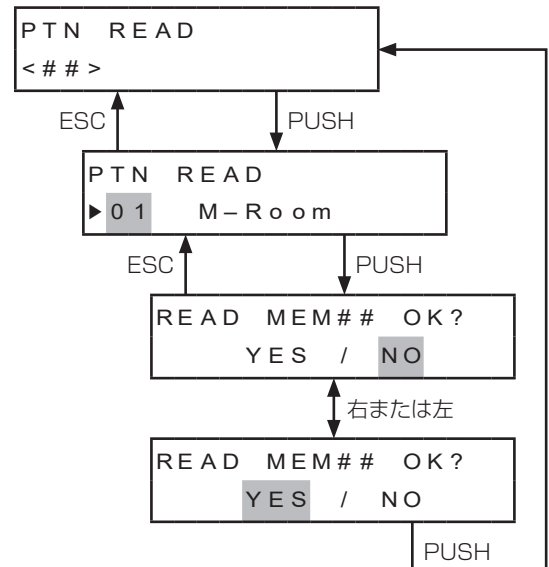 PTN READ
<##>
ESC
PUSH
PTN READ
▶01 M–Room
ESC
PUSH
READ MEM## OK?
YES / NO
右または左
READ MEM## OK?
YES / NO
PUSH